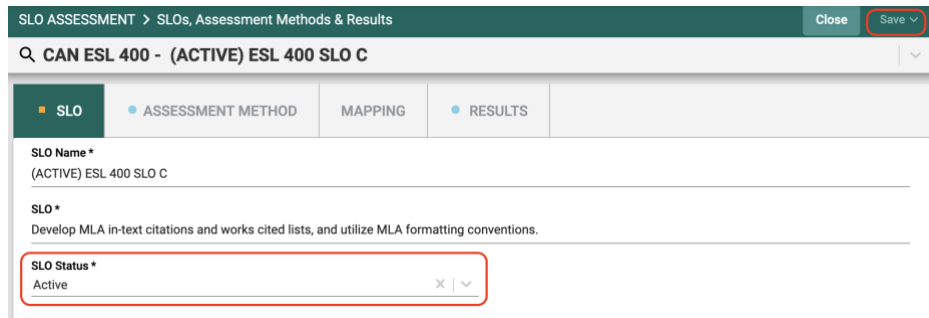 SLO ASSESSMENT > SLOs, Assessment Methods & Results Close Save
CAN ESL 400 - (ACTIVE) ESL 400 SLO C
SLO ASSESSMENT METHOD MAPPING RESULTS
SLO Name *
(ACTIVE) ESL 400 SLO C
SLO *
Develop MLA in-text citations and works cited lists, and utilize MLA formatting conventions.
SLO Status *
Active